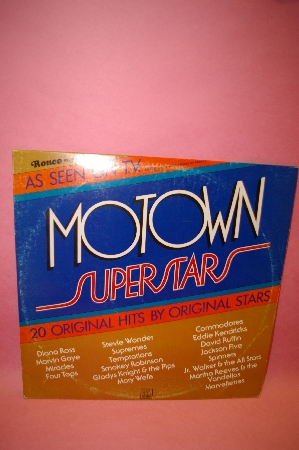 Ronco
AS SEEN ON TV
MOTOWN
SUPERSTARS
20 ORIGINAL HITS BY ORIGINAL STARS
Diana Ross
Marvin Gaye
Miracles
Four Tops
Stevie Wonder
Supremes
Temptations
Smokey Robinson
Gladys Knight & the Pips
Mary Wells
Commodores
Eddie Kendricks
David Ruffin
Jackson Five
Spinners
Jr. Walker & the All Stars
Martha Reeves & the
Vandellas
Marvellettes